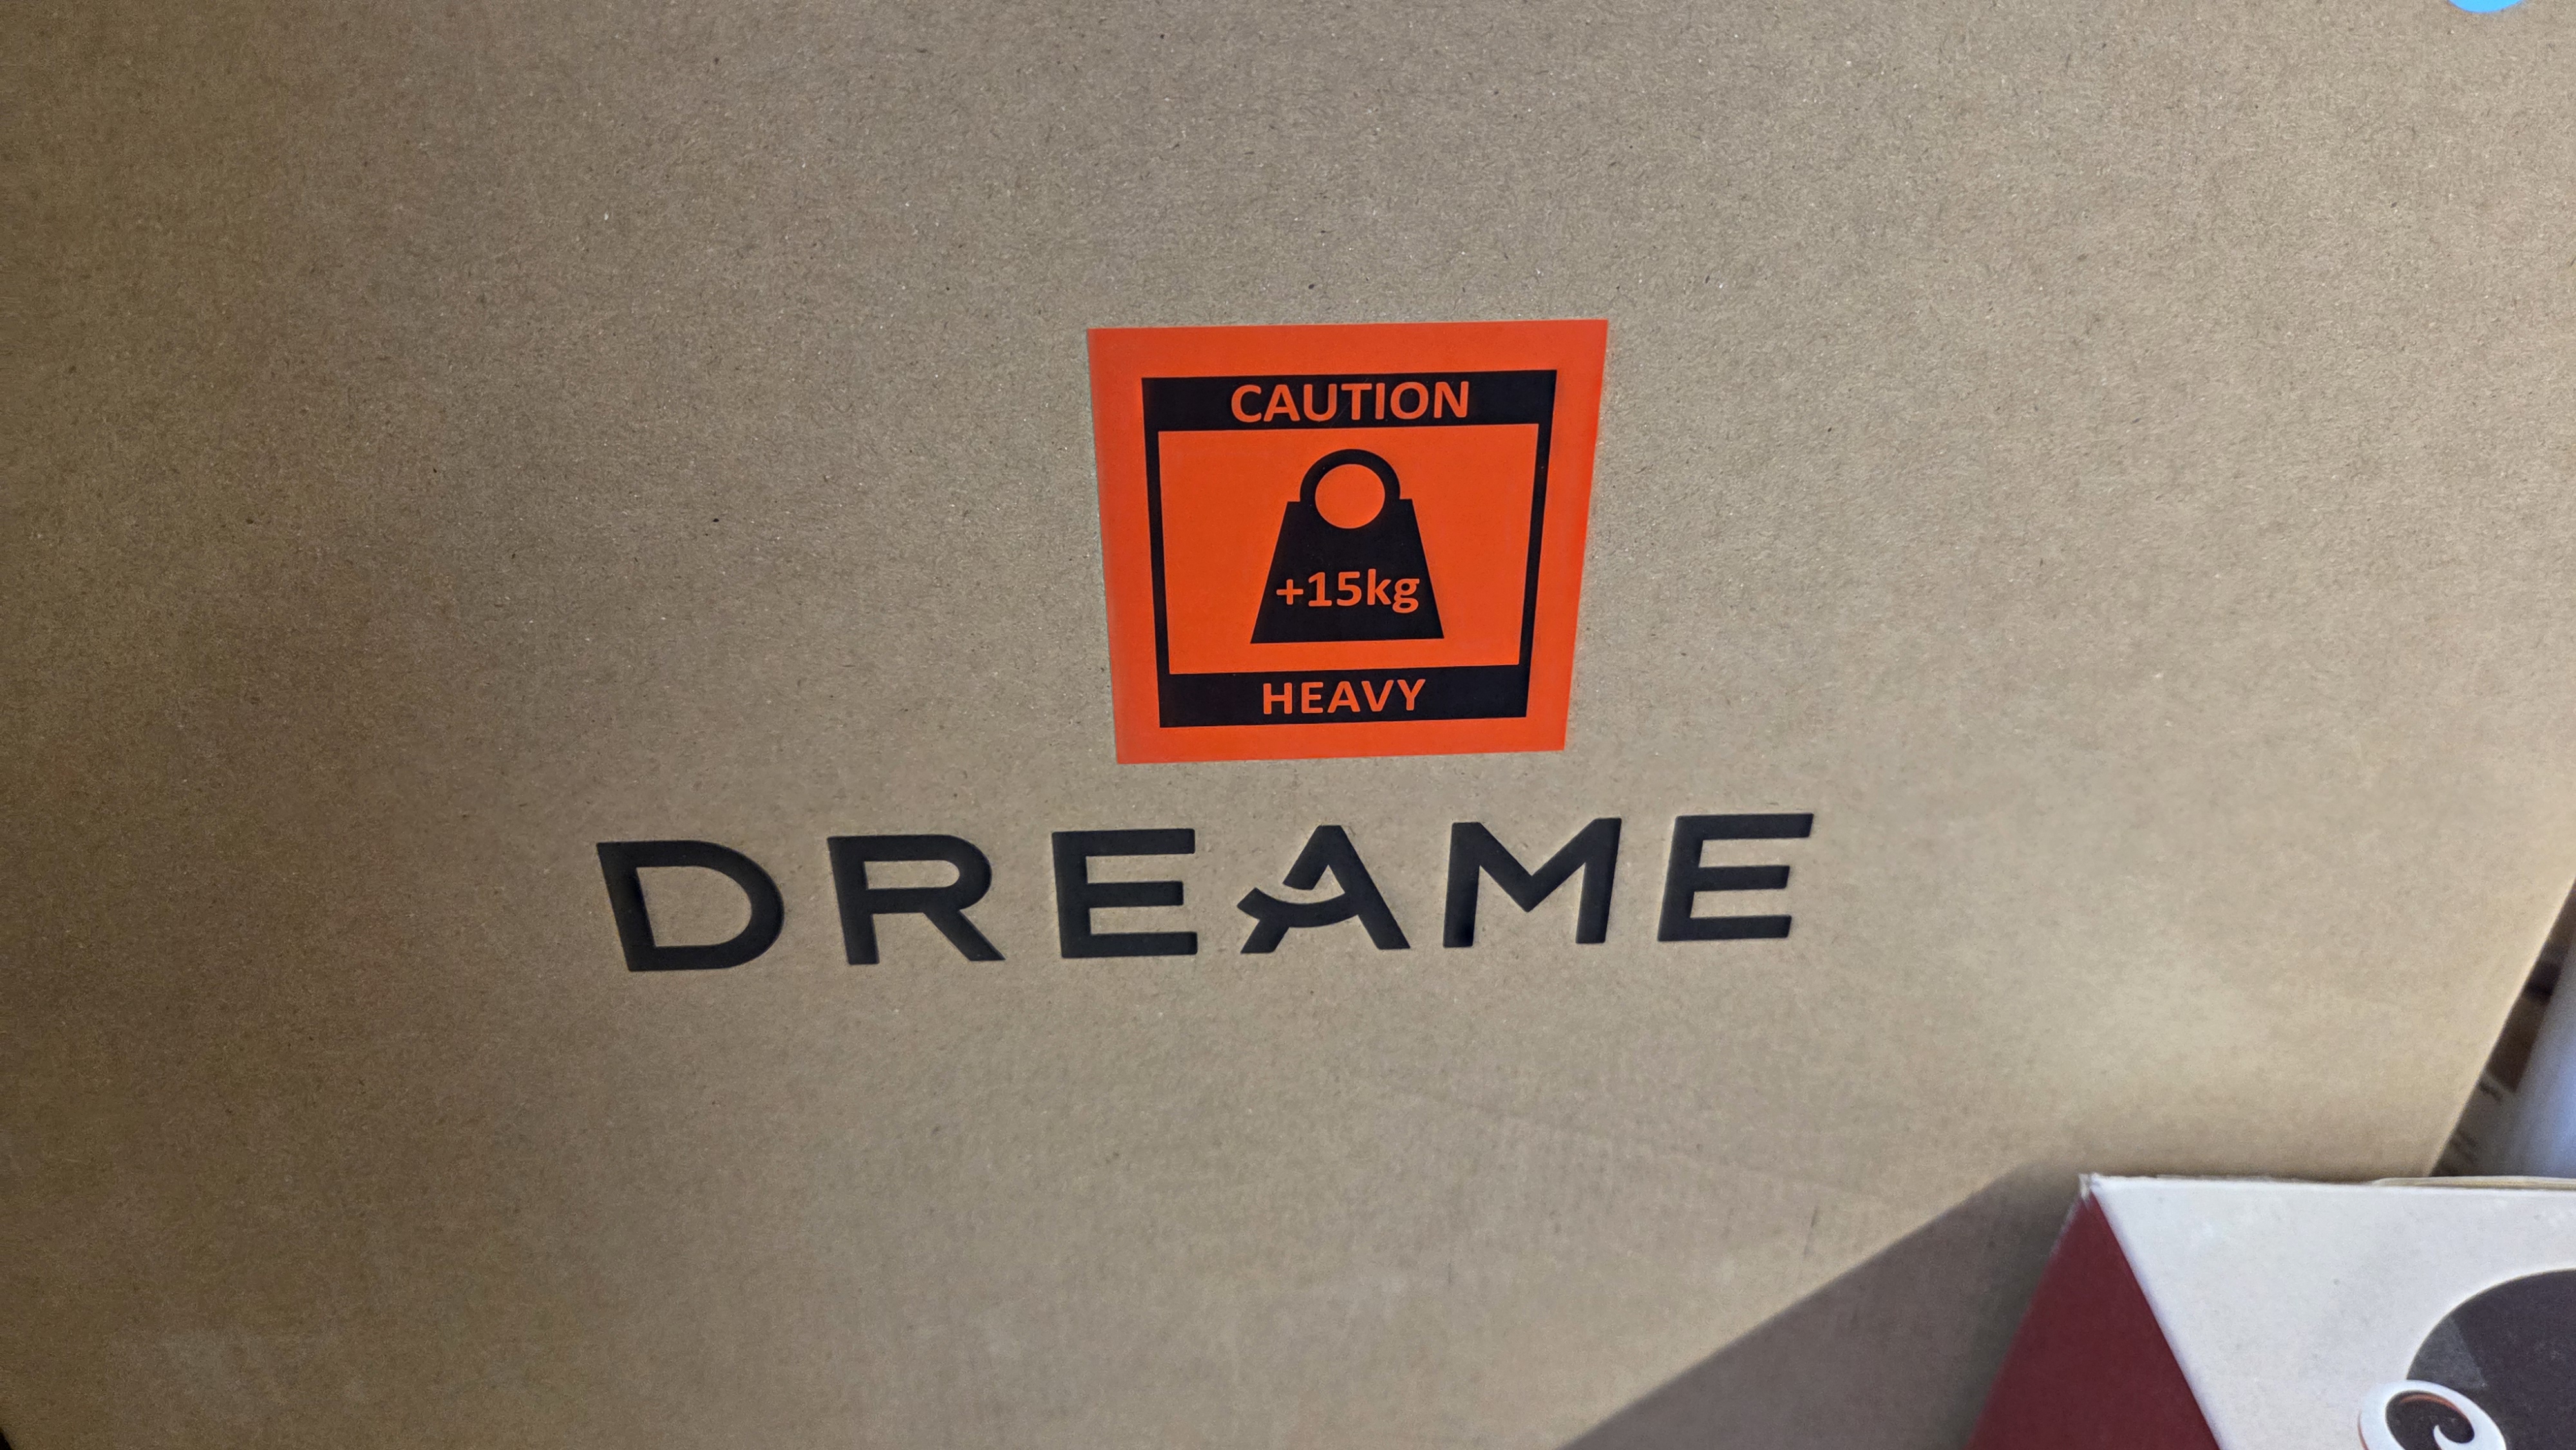 CAUTION
+15kg
HEAVY
DREAME